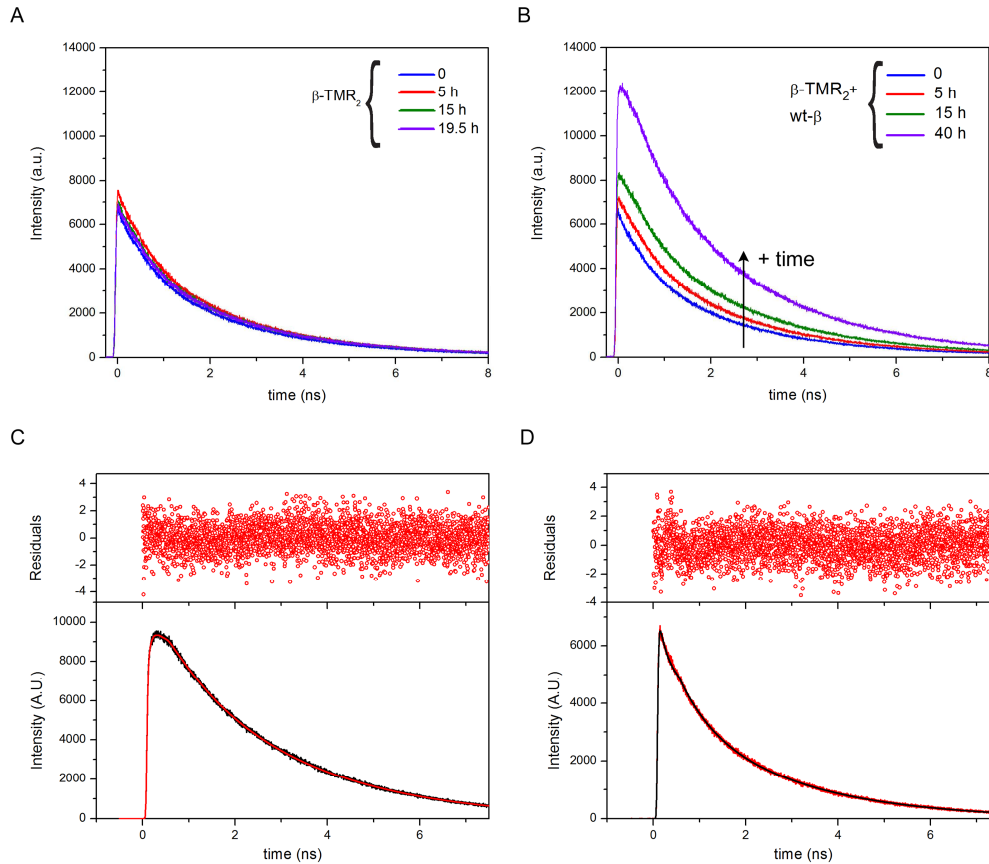 A
14000
12000
10000
8000
6000
4000
2000
0
Intensity (a.u.)
0 2 4 6 8
time (ns)
β-TMR₂
0
5 h
15 h
19.5 h
B
14000
12000
10000
8000
6000
4000
2000
0
Intensity (a.u.)
0 2 4 6 8
time (ns)
β-TMR₂+
wt-β
0
5 h
15 h
40 h
+ time
C
4
2
0
-2
-4
Residuals
10000
8000
6000
4000
2000
0
Intensity (A.U.)
0 2 4 6
time (ns)
D
4
2
0
-2
4
Residuals
6000
4000
2000
0
Intensity (A.U.)
0 2 4 6
time (ns)